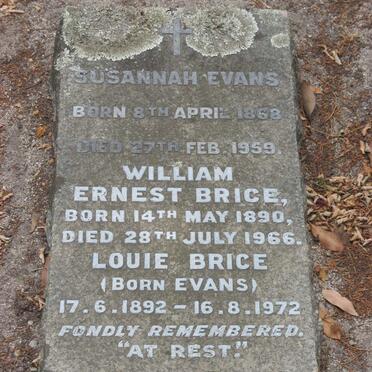 SUSANNAH EVANS
BORN 8TH APRIL 1868
DIED 27TH FEB. 1959.
WILLIAM
ERNEST BRICE,
BORN 14TH MAY 1890,
DIED 28TH JULY 1966.
LOUIE BRICE
(BORN EVANS)
17.6.1892 - 16.8.1972
FONDLY REMEMBERED.
"AT REST."